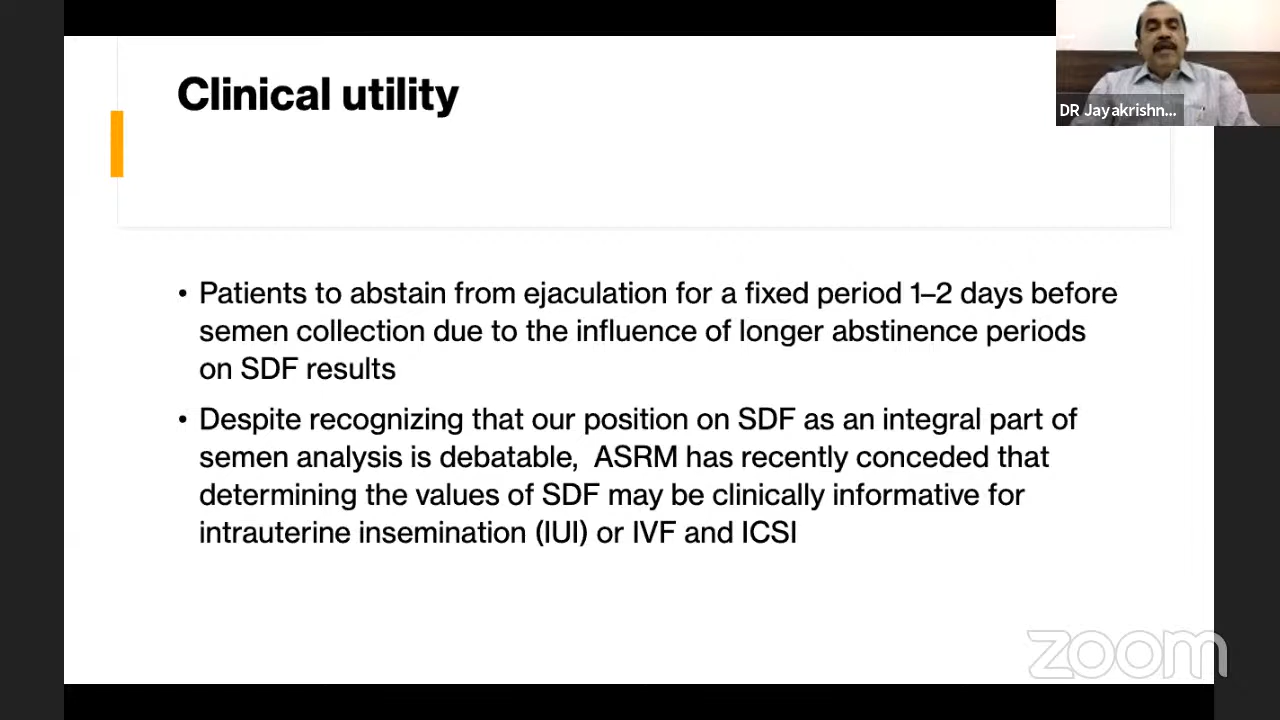 DR Jayakrishn...
Clinical utility
• Patients to abstain from ejaculation for a fixed period 1–2 days before
semen collection due to the influence of longer abstinence periods
on SDF results
• Despite recognizing that our position on SDF as an integral part of
semen analysis is debatable,  ASRM has recently conceded that
determining the values of SDF may be clinically informative for
intrauterine insemination (IUI) or IVF and ICSI
zoom